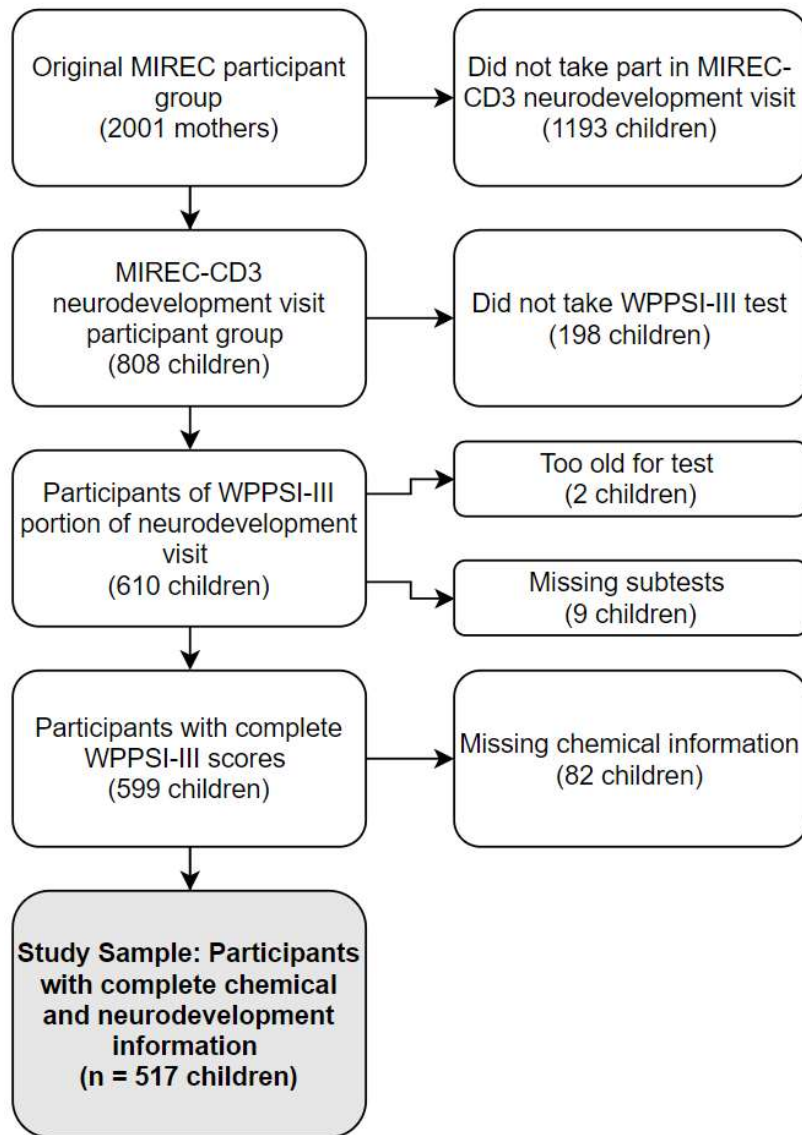 Original MIREC participant
group
(2001 mothers)
Did not take part in MIREC-
CD3 neurodevelopment visit
(1193 children)
MIREC-CD3
neurodevelopment visit
participant group
(808 children)
Did not take WPPSI-III test
(198 children)
Participants of WPPSI-III
portion of neurodevelopment
visit
(610 children)
Too old for test
(2 children)
Missing subtests
(9 children)
Participants with complete
WPPSI-III scores
(599 children)
Missing chemical information
(82 children)
Study Sample: Participants
with complete chemical
and neurodevelopment
information
(n = 517 children)